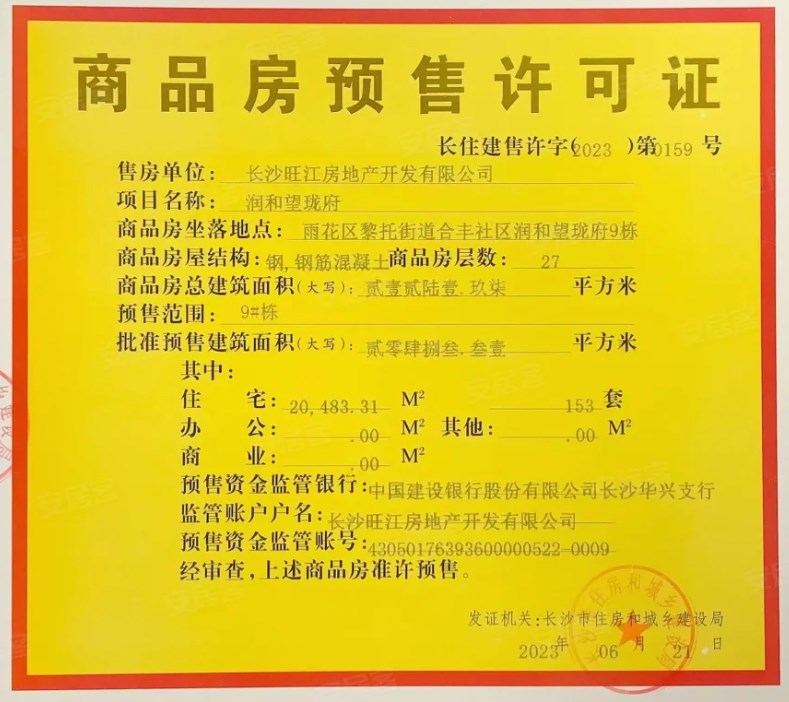 商品房预售许可证
长住建售许字(2023)第0159号
售房单位：长沙旺江房地产开发有限公司
项目名称：润和望珑府
商品房坐落地点：雨花区黎托街道合丰社区润和望珑府9栋
商品房屋结构：钢,钢筋混凝土商品房层数：27
商品房总建筑面积(大写)：贰壹贰陆壹.玖柒 平方米
预售范围：9#栋
批准预售建筑面积(大写)：贰零肆捌叁.叁壹 平方米
其中：
住 宅：20,483.31 M² 153 套
办 公：.00 M² 其他：.00 M²
商 业：.00 M²
预售资金监管银行：中国建设银行股份有限公司长沙华兴支行
监管账户户名：长沙旺江房地产开发有限公司
预售资金监管账号：43050176393600000522-0009
经审查，上述商品房准许预售。
发证机关：长沙市住房和城乡建设局
2023年 06月 21日